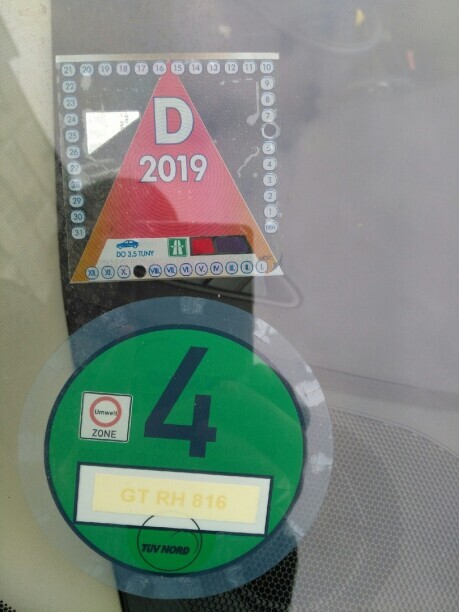 21 20 19 18 17 16 15 14 13 12 11 10
22 9
23 8
24 7
25
26 5
27 4
28 3
29 2
30 1
31 DEN
D
2019
DO 3,5 TUNY
XII. XI. X. VIII. VII. VI. V. IV. III. II. I.
4
Umwelt
ZONE
GT RH 816
TÜV NORD